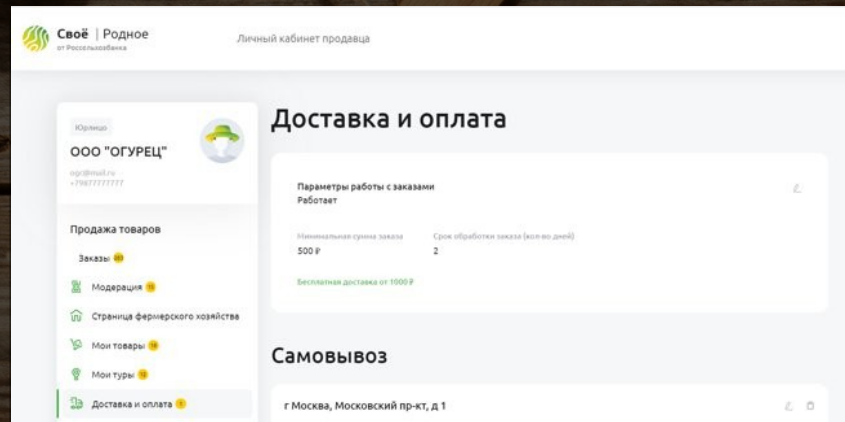 Своё | Родное
от Россельхозбанка
Личный кабинет продавца
Юрлицо
ООО "ОГУРЕЦ"
ogc@mail.ru
+79877777777
Продажа товаров
Заказы
Модерация
Страница фермерского хозяйства
Мои товары
Мои туры
Доставка и оплата
Доставка и оплата
Параметры работы с заказами
Работает
Минимальная сумма заказа
500 ₽
Срок обработки заказа (кол-во дней)
2
Бесплатная доставка от 1000 ₽
Самовывоз
г Москва, Московский пр-кт, д 1